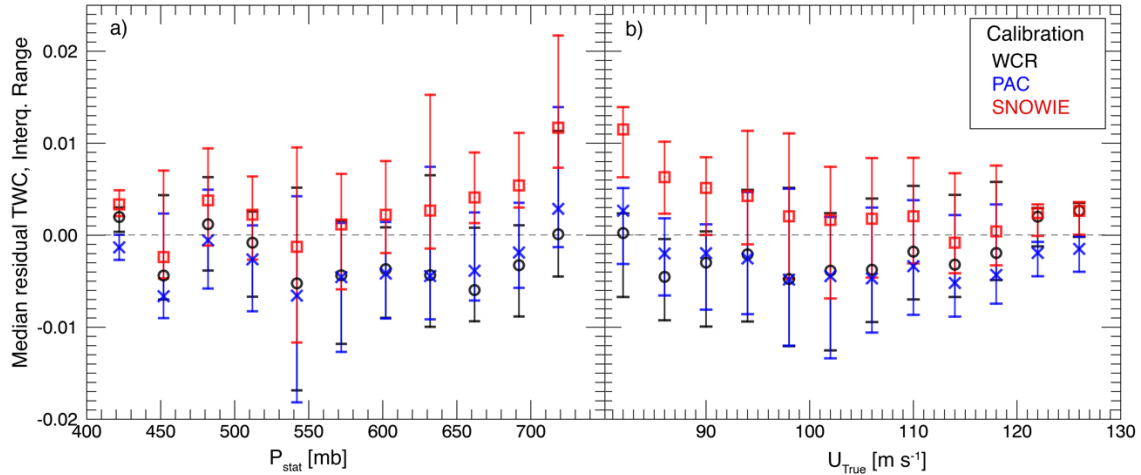 a)
b)
Calibration
WCR
PAC
SNOWIE
Median residual TWC, Interq. Range
0.02
0.01
0.00
-0.01
-0.02
400 450 500 550 600 650 700
90 100 110 120 130
P_stat [mb]
U_True [m s⁻¹]